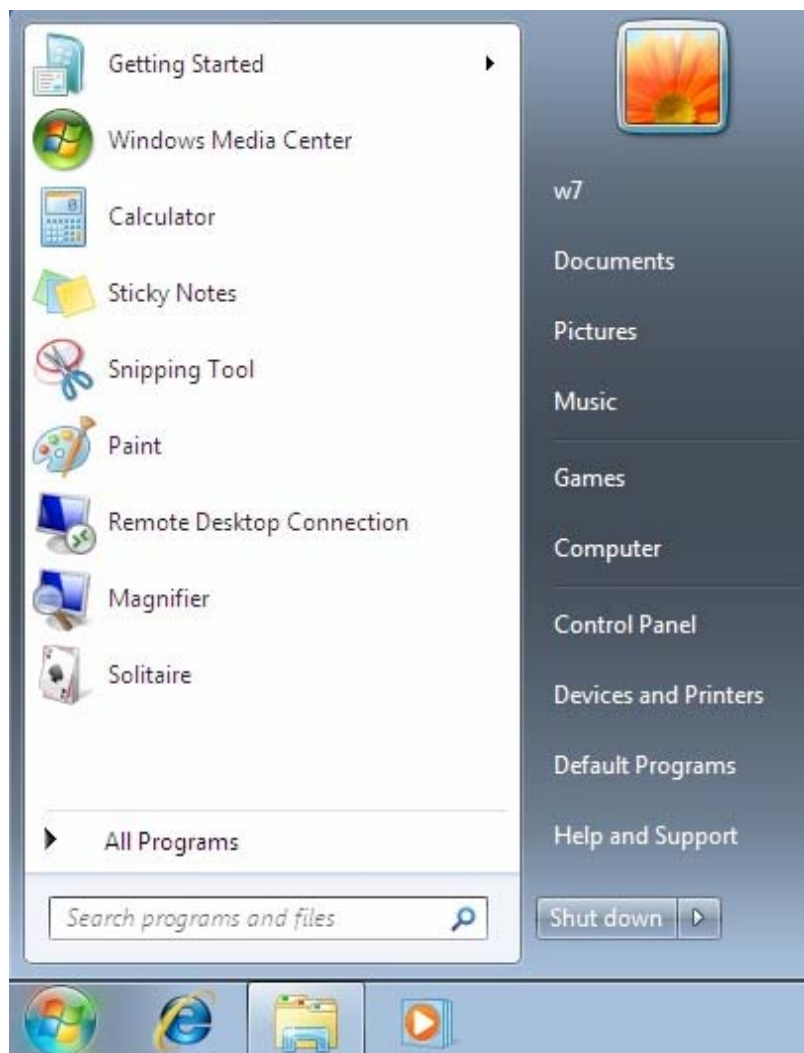 Getting Started
Windows Media Center
Calculator
Sticky Notes
Snipping Tool
Paint
Remote Desktop Connection
Magnifier
Solitaire
All Programs
Search programs and files
w7
Documents
Pictures
Music
Games
Computer
Control Panel
Devices and Printers
Default Programs
Help and Support
Shut down